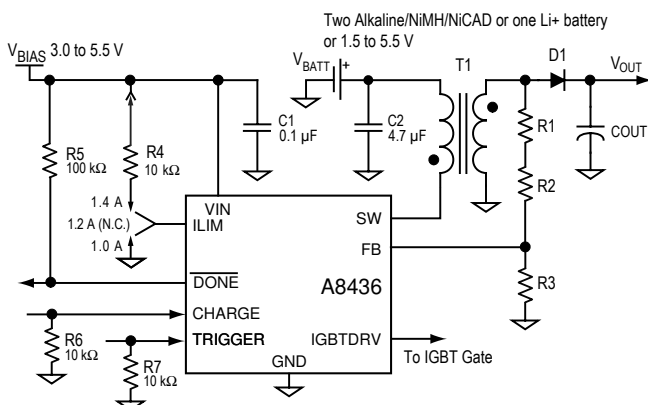 Two Alkaline/NiMH/NiCAD or one Li+ battery
or 1.5 to 5.5 V
VBIAS 3.0 to 5.5 V
VBATT
+
T1
D1
VOUT
C1
0.1 µF
C2
4.7 µF
R1
COUT
R5
100 kΩ
R4
10 kΩ
R2
1.4 A
1.2 A (N.C.)
1.0 A
VIN
ILIM
SW
FB
DONE
A8436
R3
CHARGE
TRIGGER
IGBTDRV
To IGBT Gate
R6
10 kΩ
R7
10 kΩ
GND